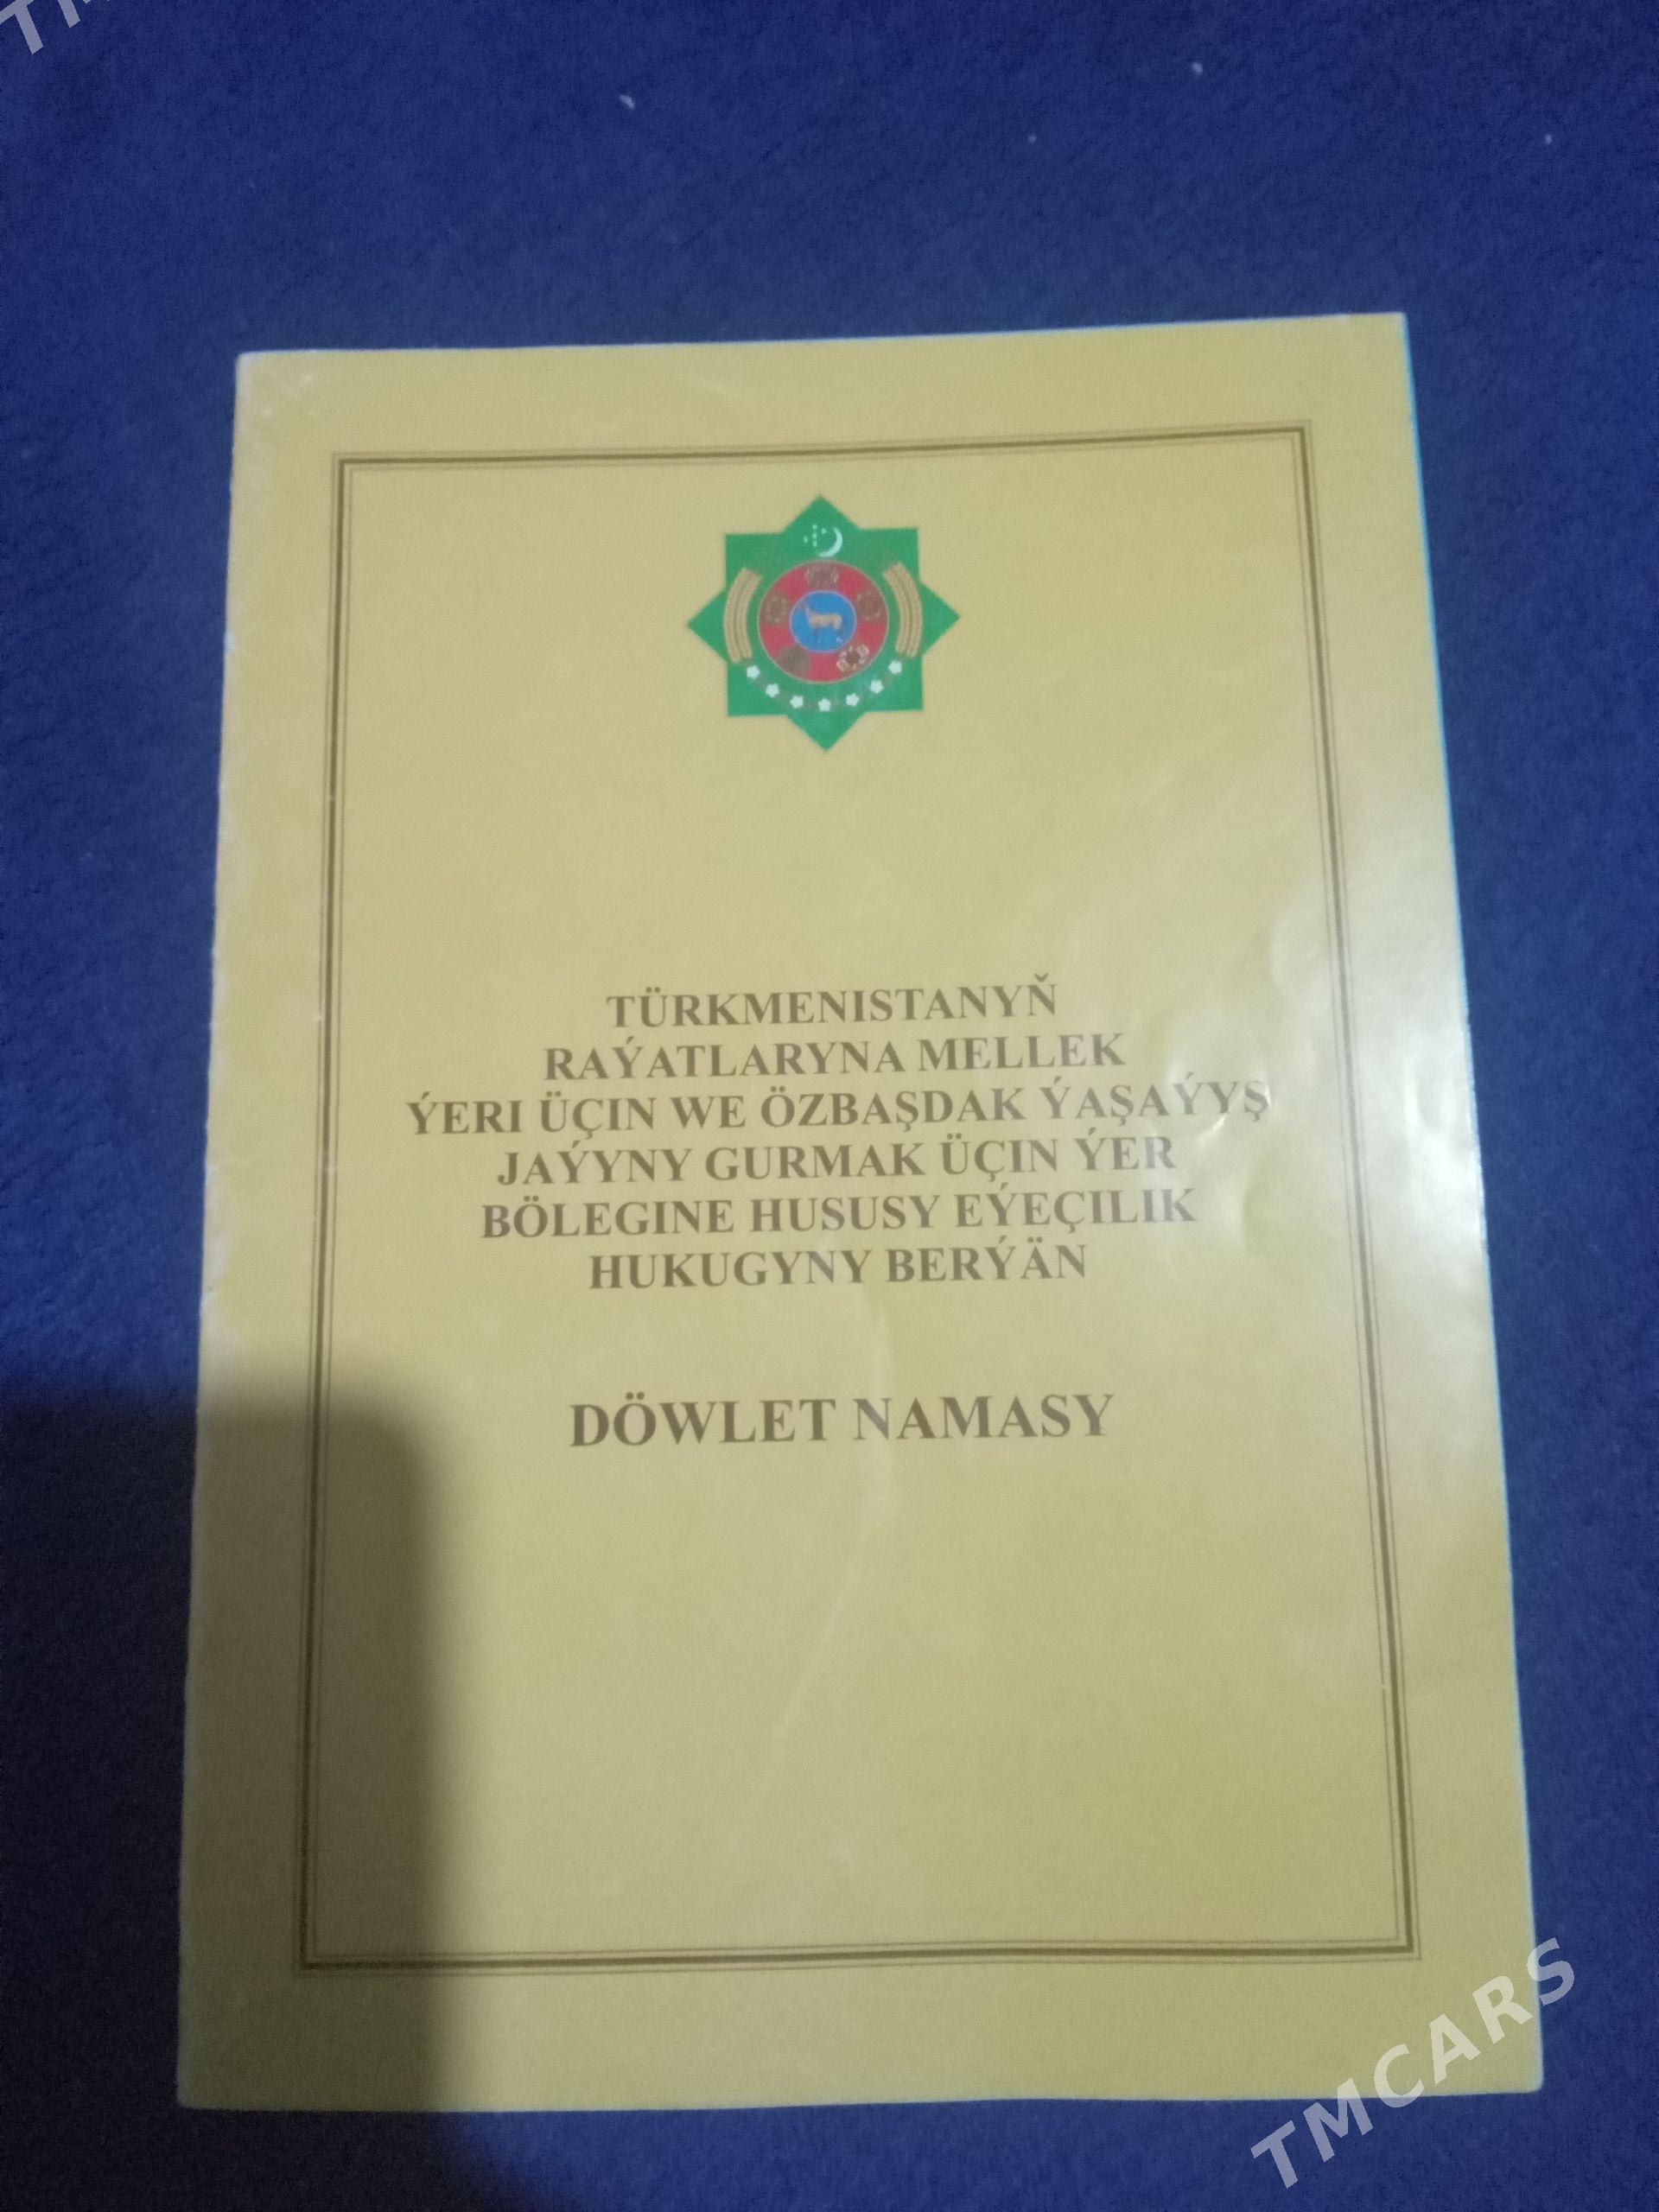 TÜRKMENISTANYŇ
RAÝATLARYNA MELLEK
ÝERI ÜÇIN WE ÖZBAŞDAK ÝAŞAÝYŞ
JAÝYNY GURMAK ÜÇIN ÝER
BÖLEGINE HUSUSY EÝEÇILIK
HUKUGYNY BERÝÄN
DÖWLET NAMASY
TMCARS